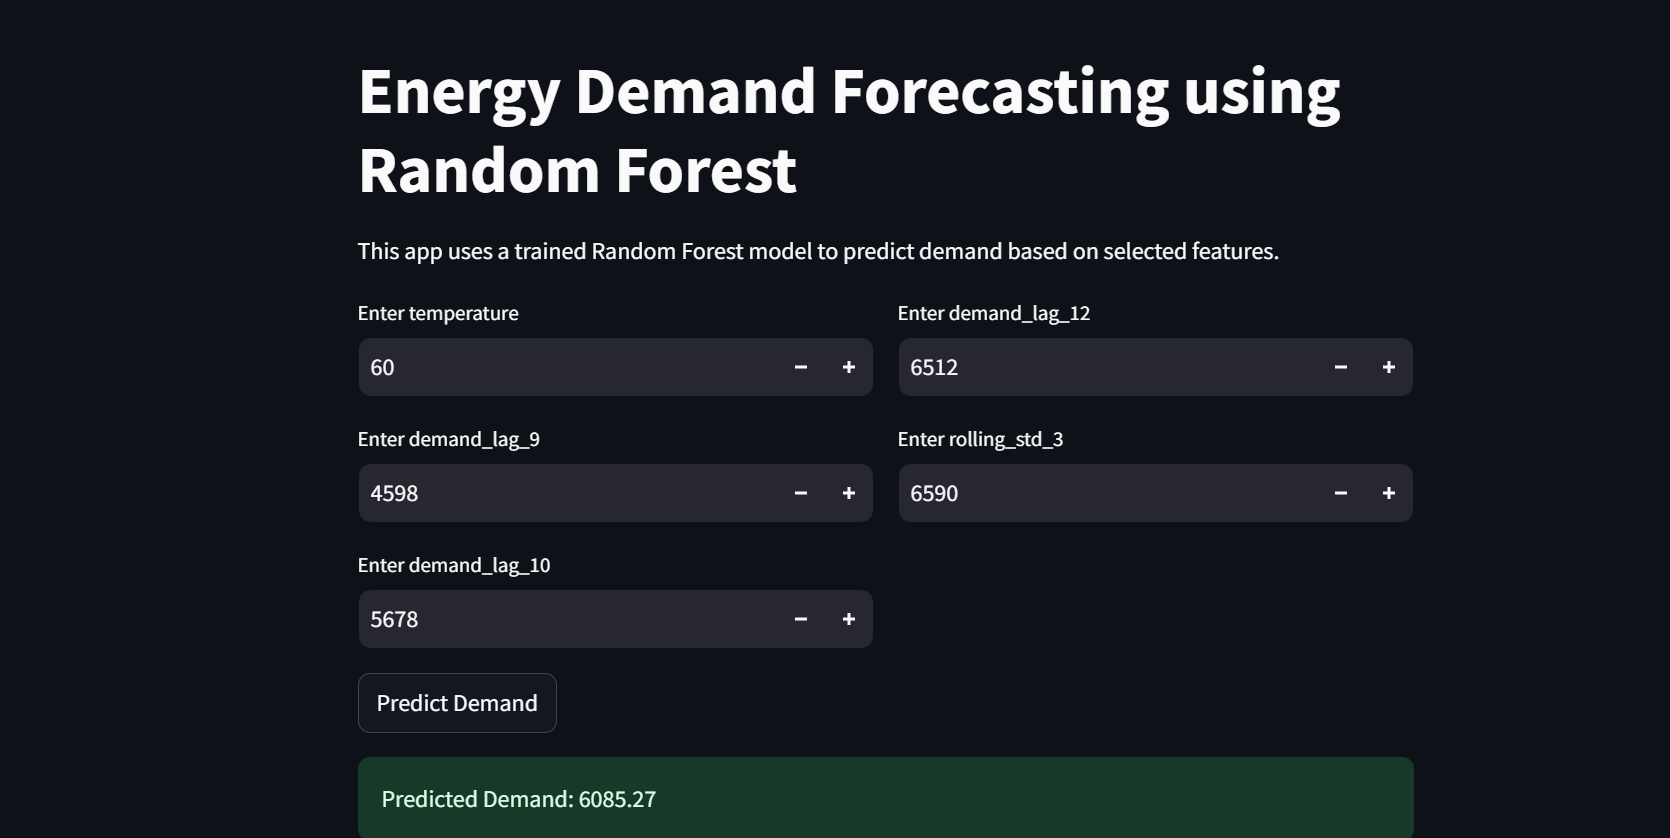 Energy Demand Forecasting using
Random Forest
This app uses a trained Random Forest model to predict demand based on selected features.
Enter temperature
60
Enter demand_lag_12
6512
Enter demand_lag_9
4598
Enter rolling_std_3
6590
Enter demand_lag_10
5678
Predict Demand
Predicted Demand: 6085.27